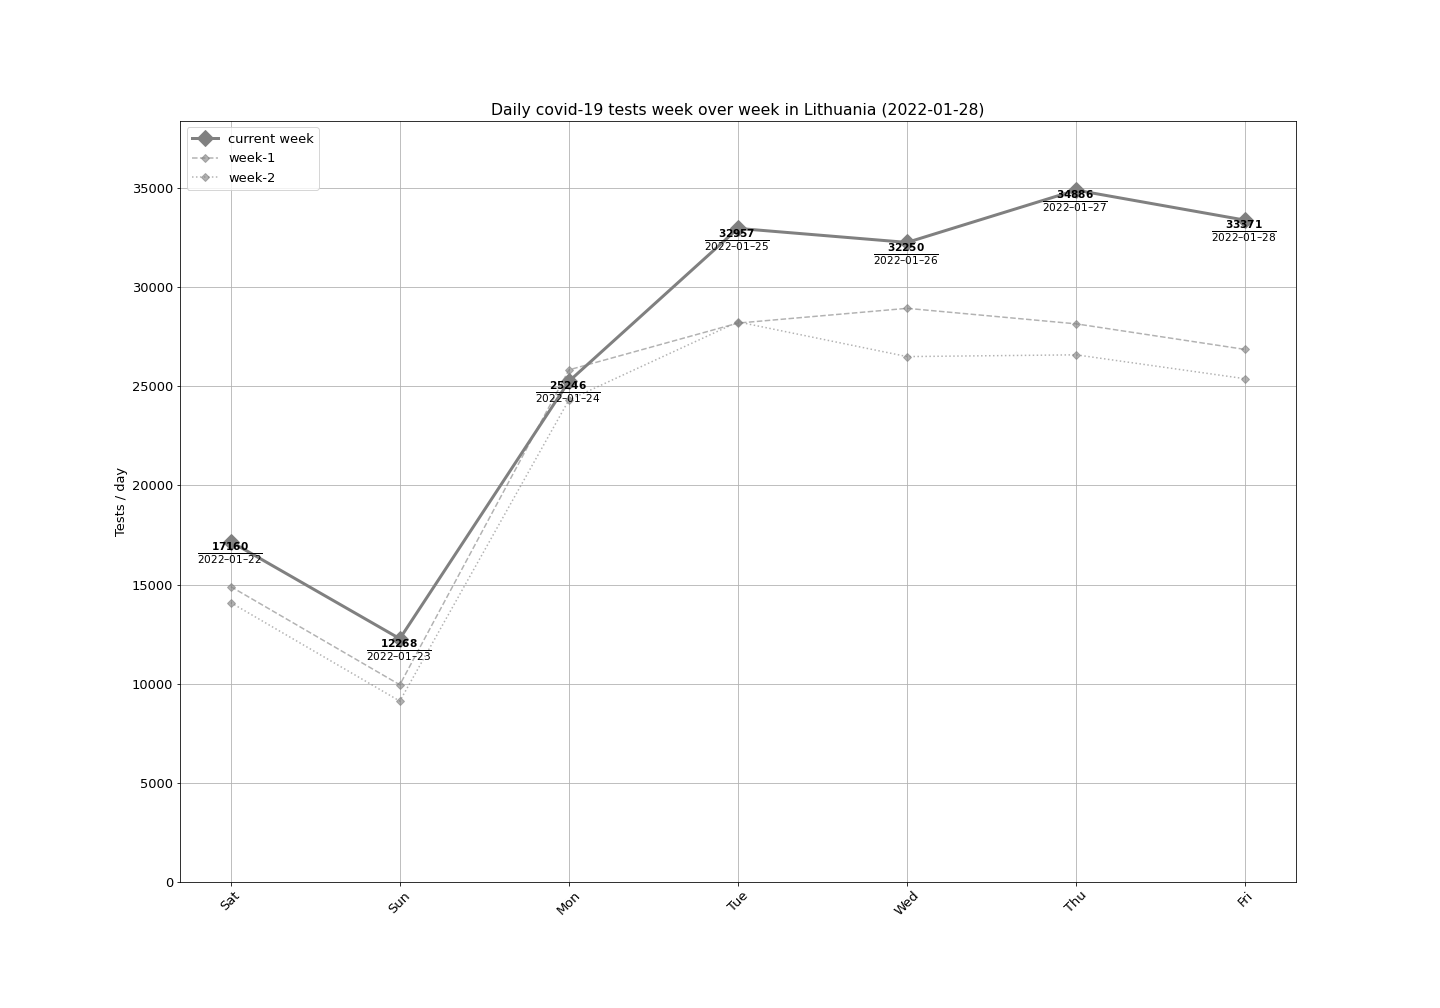 Daily covid-19 tests week over week in Lithuania (2022-01-28)
current week
week-1
week-2
Tests / day
35000
30000
25000
20000
15000
10000
5000
0
17160
2022-01-22
12268
2022-01-23
25246
2022-01-24
32957
2022-01-25
32250
2022-01-26
34886
2022-01-27
33371
2022-01-28
Sat
Sun
Mon
Tue
Wed
Thu
Fri